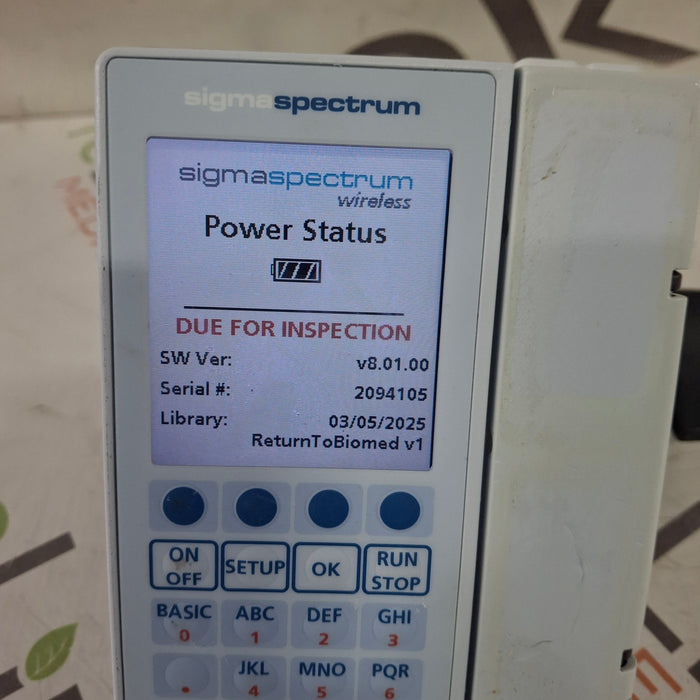 sigmaspectrum
sigmaspectrum
wireless
Power Status
DUE FOR INSPECTION
SW Ver: v8.01.00
Serial #: 2094105
Library: 03/05/2025
ReturnToBiomed v1
ON OFF
SETUP
OK
RUN STOP
BASIC 0
ABC 1
DEF 2
GHI 3
.
JKL 4
MNO 5
PQR 6